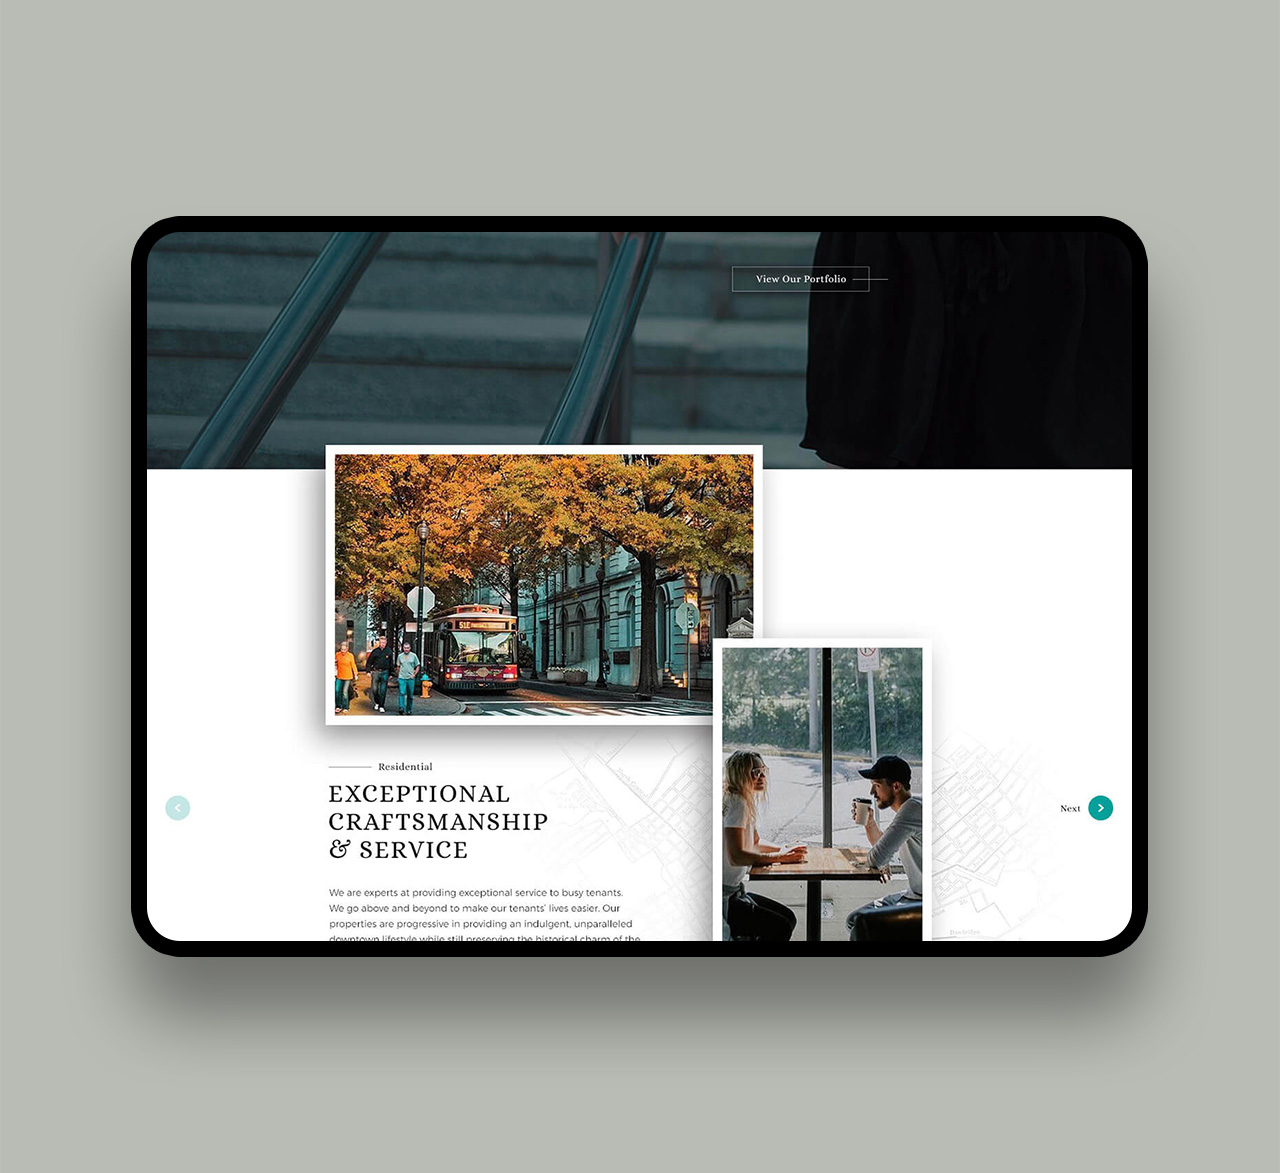 View Our Portfolio
Residential
EXCEPTIONAL
CRAFTSMANSHIP
& SERVICE
Next
We are experts at providing exceptional service to busy tenants.
We go above and beyond to make our tenants' lives easier. Our
properties are progressive in providing an indulgent, unparalleled
downtown lifestyle while still preserving the historical charm of the